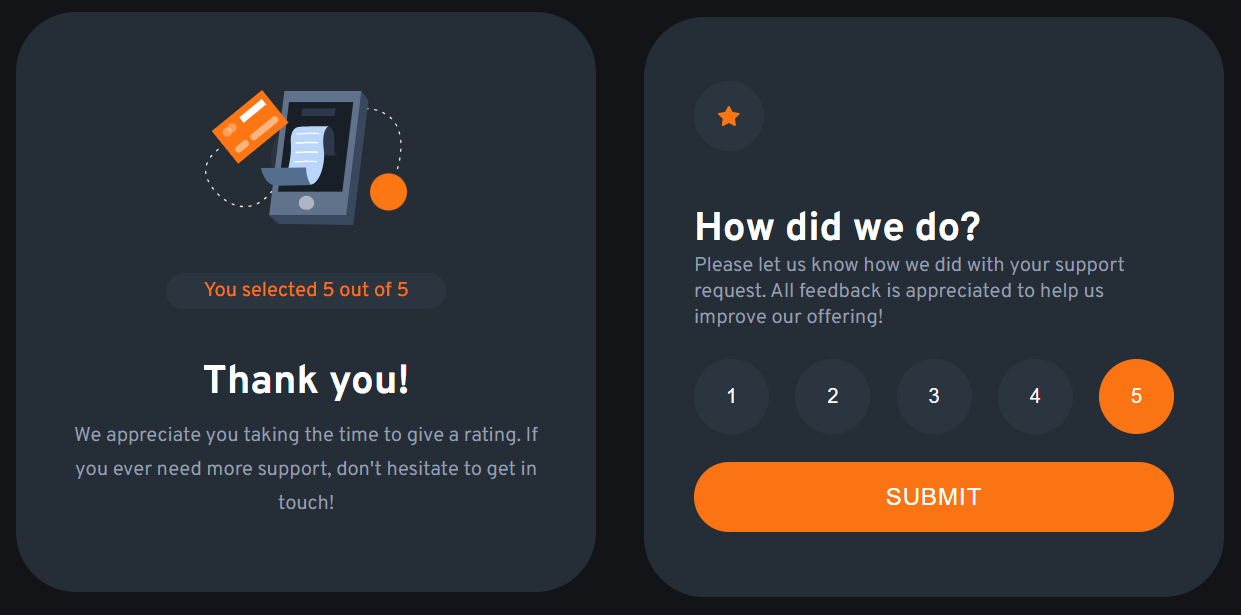 You selected 5 out of 5
Thank you!
We appreciate you taking the time to give a rating. If
you ever need more support, don't hesitate to get in
touch!
How did we do?
Please let us know how we did with your support
request. All feedback is appreciated to help us
improve our offering!
1 2 3 4 5
SUBMIT